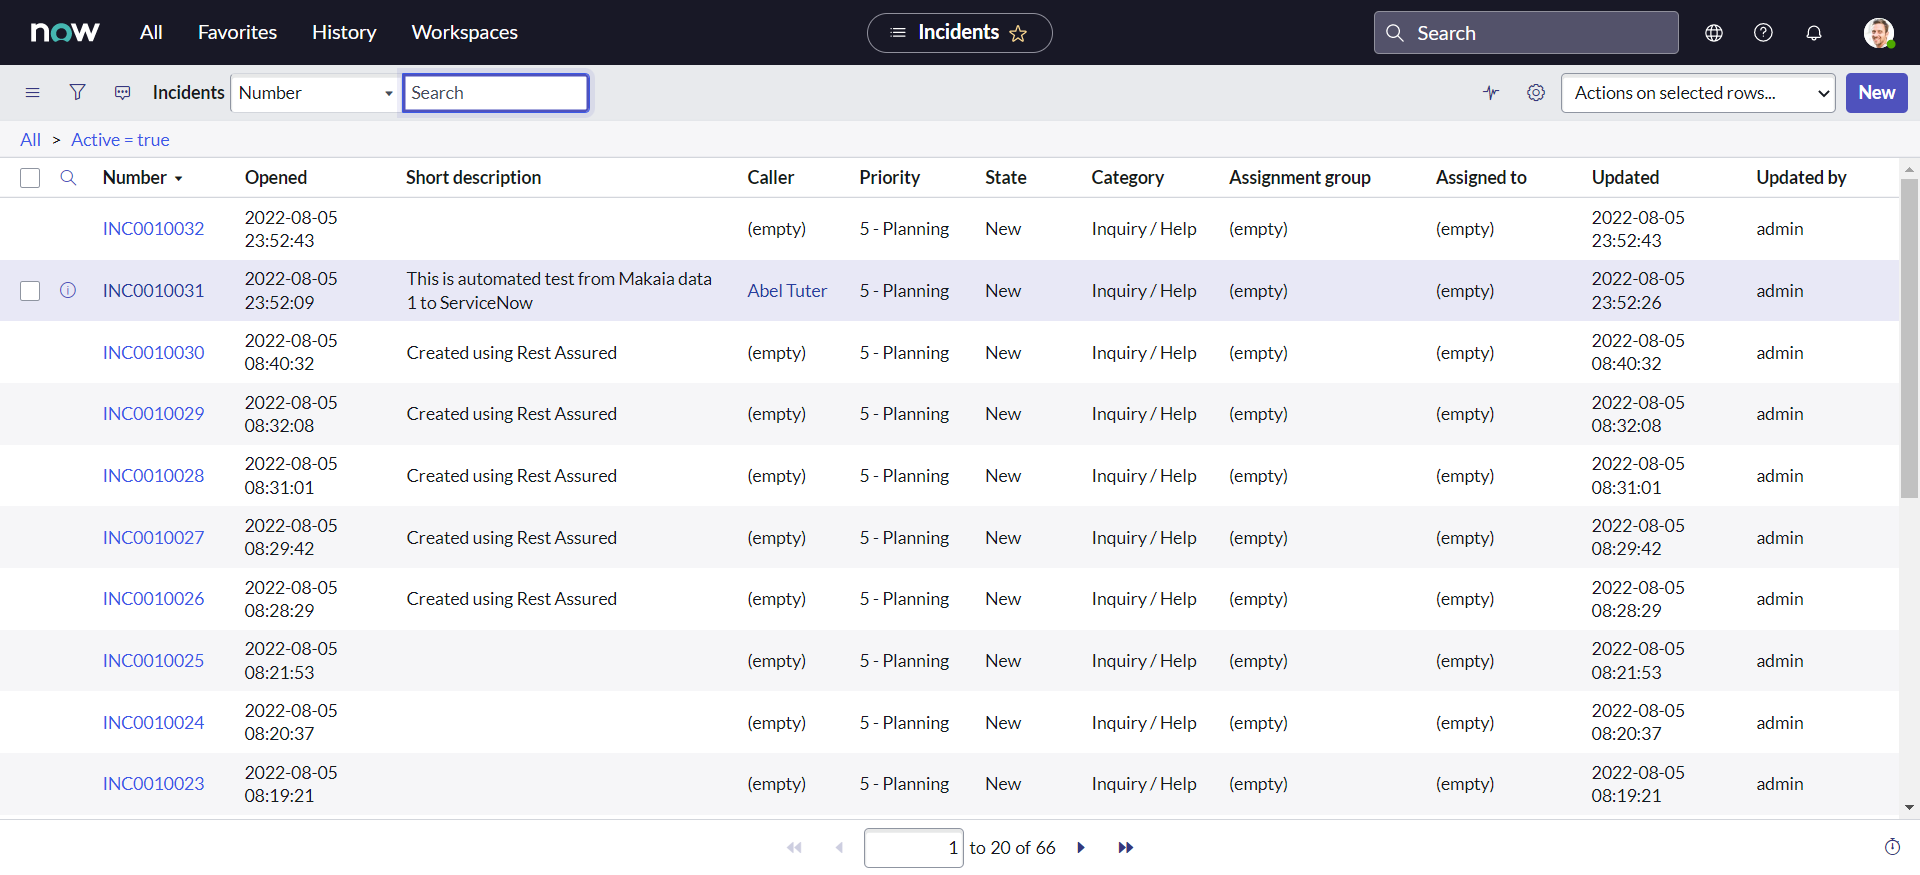 now All Favorites History Workspaces Incidents Search
Incidents Number Search Actions on selected rows... New
All > Active = true
Number Opened Short description Caller Priority State Category Assignment group Assigned to Updated Updated by
INC0010032 2022-08-05 23:52:43 (empty) 5 - Planning New Inquiry / Help (empty) (empty) 2022-08-05 23:52:43 admin
INC0010031 2022-08-05 23:52:09 This is automated test from Makaia data 1 to ServiceNow Abel Tuter 5 - Planning New Inquiry / Help (empty) (empty) 2022-08-05 23:52:26 admin
INC0010030 2022-08-05 08:40:32 Created using Rest Assured (empty) 5 - Planning New Inquiry / Help (empty) (empty) 2022-08-05 08:40:32 admin
INC0010029 2022-08-05 08:32:08 Created using Rest Assured (empty) 5 - Planning New Inquiry / Help (empty) (empty) 2022-08-05 08:32:08 admin
INC0010028 2022-08-05 08:31:01 Created using Rest Assured (empty) 5 - Planning New Inquiry / Help (empty) (empty) 2022-08-05 08:31:01 admin
INC0010027 2022-08-05 08:29:42 Created using Rest Assured (empty) 5 - Planning New Inquiry / Help (empty) (empty) 2022-08-05 08:29:42 admin
INC0010026 2022-08-05 08:28:29 Created using Rest Assured (empty) 5 - Planning New Inquiry / Help (empty) (empty) 2022-08-05 08:28:29 admin
INC0010025 2022-08-05 08:21:53 (empty) 5 - Planning New Inquiry / Help (empty) (empty) 2022-08-05 08:21:53 admin
INC0010024 2022-08-05 08:20:37 (empty) 5 - Planning New Inquiry / Help (empty) (empty) 2022-08-05 08:20:37 admin
INC0010023 2022-08-05 08:19:21 (empty) 5 - Planning New Inquiry / Help (empty) (empty) 2022-08-05 08:19:21 admin
1 to 20 of 66